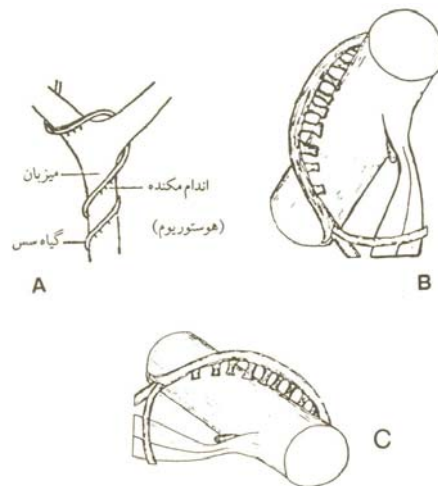 میزبان
اندام مکنده
(هوستوریوم)
گیاه سس
A
B
C